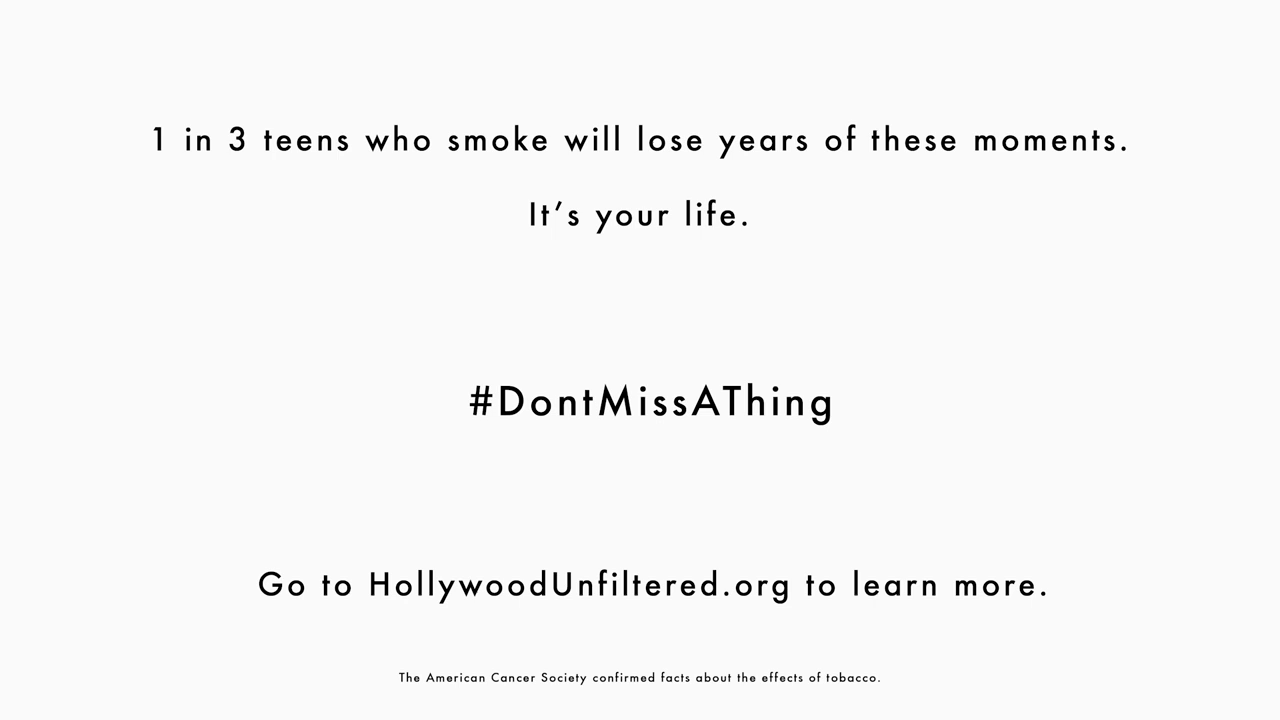 1 in 3 teens who smoke will lose years of these moments.
It’s your life.
#DontMissAThing
Go to HollywoodUnfiltered.org to learn more.
The American Cancer Society confirmed facts about the effects of tobacco.